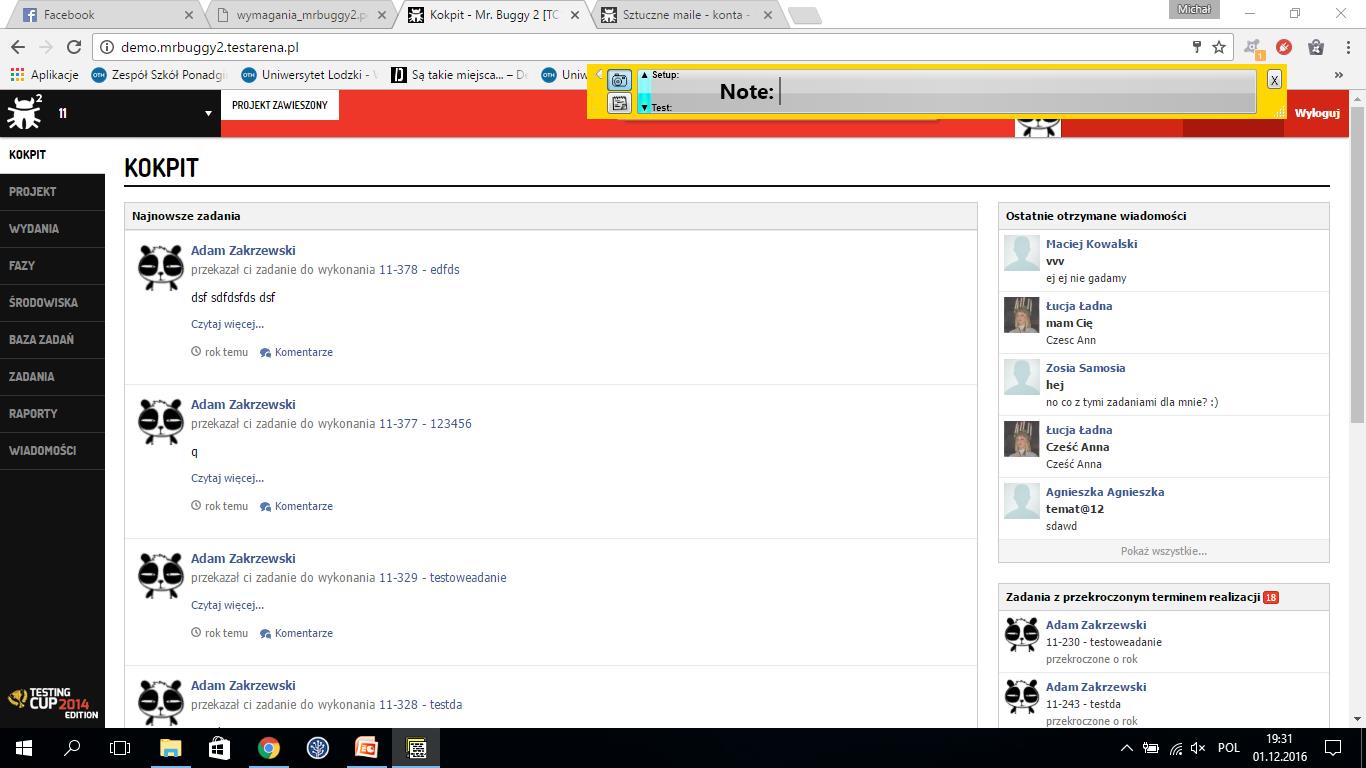 Michał
Facebook
wymagania_mrbuggy2.p
Kokpit - Mr. Buggy 2 [TC
Sztuczne maile - konta -
demo.mrbuggy2.testarena.pl
1
Aplikacje
Zespół Szkół Ponadgi
Uniwersytet Lodzki -
Są takie miejsca... – De
Uniw
»
Setup:
Note:
Test:
X
2
11
PROJEKT ZAWIESZONY
Wyloguj
KOKPIT
PROJEKT
WYDANIA
FAZY
ŚRODOWISKA
BAZA ZADAŃ
ZADANIA
RAPORTY
WIADOMOŚCI
TESTING
CUP 2014
EDITION
KOKPIT
Najnowsze zadania
Adam Zakrzewski
przekazał ci zadanie do wykonania 11-378 - edfds
dsf sdfdsfds dsf
Czytaj więcej...
rok temu Komentarze
Adam Zakrzewski
przekazał ci zadanie do wykonania 11-377 - 123456
q
Czytaj więcej...
rok temu Komentarze
Adam Zakrzewski
przekazał ci zadanie do wykonania 11-329 - testoweadanie
Czytaj więcej...
rok temu Komentarze
Adam Zakrzewski
przekazał ci zadanie do wykonania 11-328 - testda
Ostatnie otrzymane wiadomości
Maciej Kowalski
vvv
ej ej nie gadamy
Łucja Ładna
mam Cię
Czesc Ann
Zosia Samosia
hej
no co z tymi zadaniami dla mnie? :)
Łucja Ładna
Cześć Anna
Cześć Anna
Agnieszka Agnieszka
temat@12
sdawd
Pokaż wszystkie...
Zadania z przekroczonym terminem realizacji 18
Adam Zakrzewski
11-230 - testoweadanie
przekroczone o rok
Adam Zakrzewski
11-243 - testda
przekroczone o rok
POL
19:31
01.12.2016